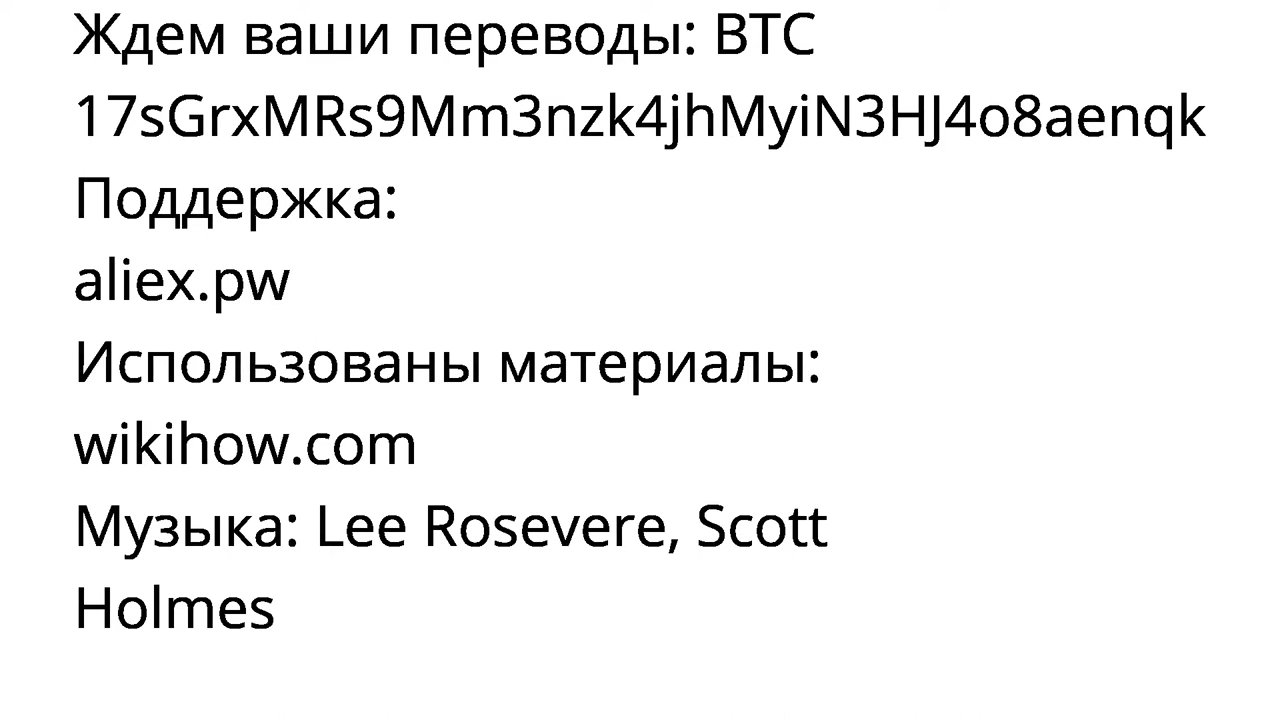 Ждем ваши переводы: BTC
17sGrxMRs9Mm3nzk4jhMyiN3HJ4o8aenqk
Поддержка:
aliex.pw
Использованы материалы:
wikihow.com
Музыка: Lee Rosevere, Scott
Holmes